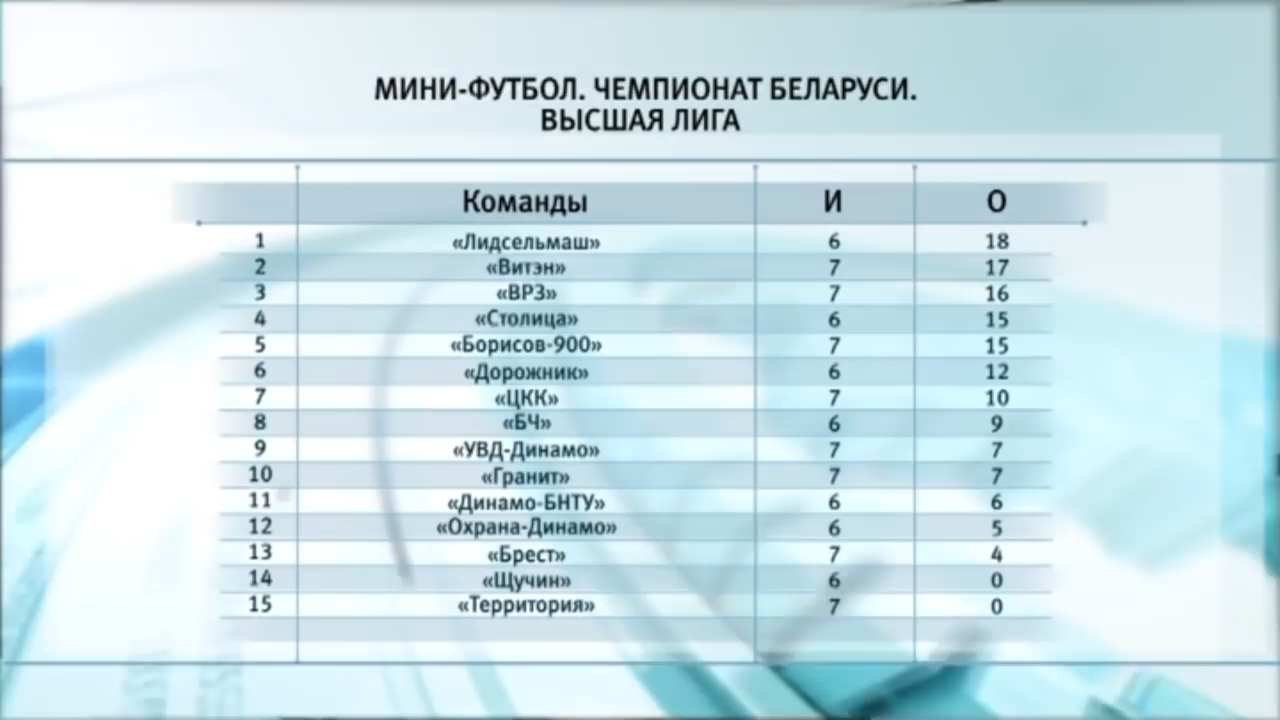 МИНИ-ФУТБОЛ. ЧЕМПИОНАТ БЕЛАРУСИ.
ВЫСШАЯ ЛИГА
Команды И О
1 «Лидсельмаш» 6 18
2 «Витэн» 7 17
3 «ВРЗ» 7 16
4 «Столица» 6 15
5 «Борисов-900» 7 15
6 «Дорожник» 6 12
7 «ЦКК» 7 10
8 «БЧ» 6 9
9 «УВД-Динамо» 7 7
10 «Гранит» 7 7
11 «Динамо-БНТУ» 6 6
12 «Охрана-Динамо» 6 5
13 «Брест» 7 4
14 «Щучин» 6 0
15 «Территория» 7 0